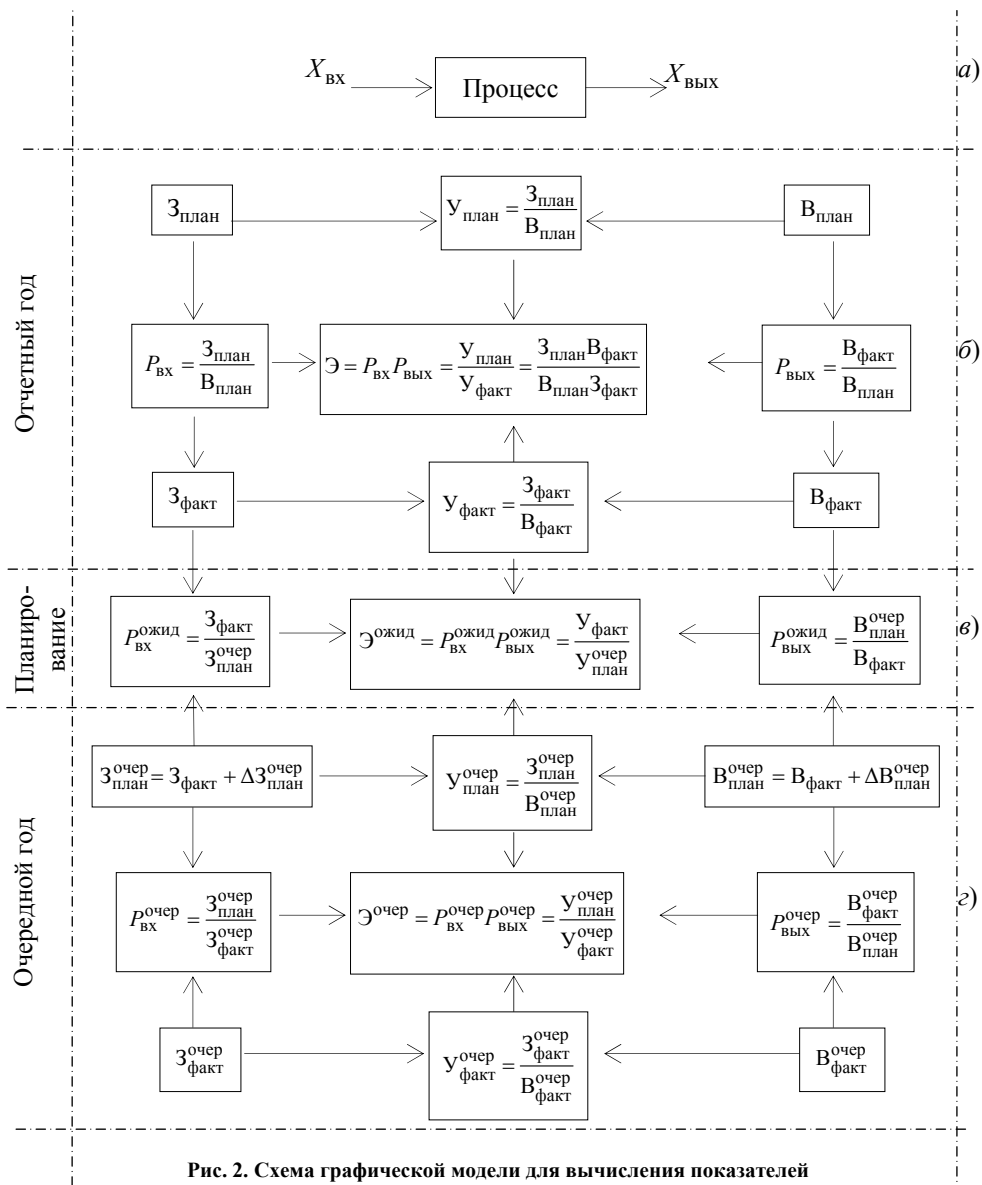 X_вх Процесс X_вых а)
Отчетный год
З_план У_план = З_план / В_план В_план
P_вх = З_план / В_план Э = P_вх P_вых = У_план / У_факт = З_план В_факт / В_план З_факт P_вых = В_факт / В_план б)
З_факт У_факт = З_факт / В_факт В_факт
Планиро-
вание
P_вх^ожид = З_факт / З_план^очер Э^ожид = P_вх^ожид P_вых^ожид = У_факт / У_план^очер P_вых^ожид = В_план^очер / В_факт в)
Очередной год
З_план^очер = З_факт + ΔЗ_план^очер У_план^очер = З_план^очер / В_план^очер В_план^очер = В_факт + ΔВ_план^очер
P_вх^очер = З_план^очер / З_факт^очер Э^очер = P_вх^очер P_вых^очер = У_план^очер / У_факт^очер P_вых^очер = В_факт^очер / В_план^очер г)
З_факт^очер У_факт^очер = З_факт^очер / В_факт^очер В_факт^очер
Рис. 2. Схема графической модели для вычисления показателей